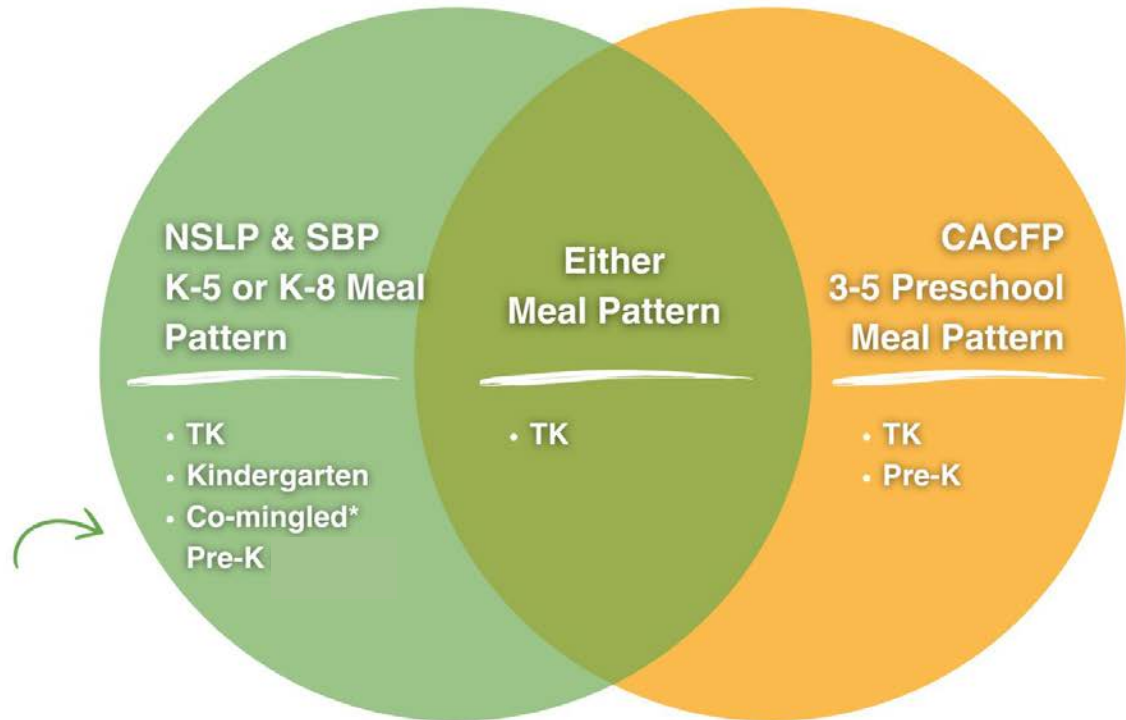 NSLP & SBP
K-5 or K-8 Meal
Pattern
• TK
• Kindergarten
• Co-mingled*
Pre-K
Either
Meal Pattern
• TK
CACFP
3-5 Preschool
Meal Pattern
• TK
• Pre-K